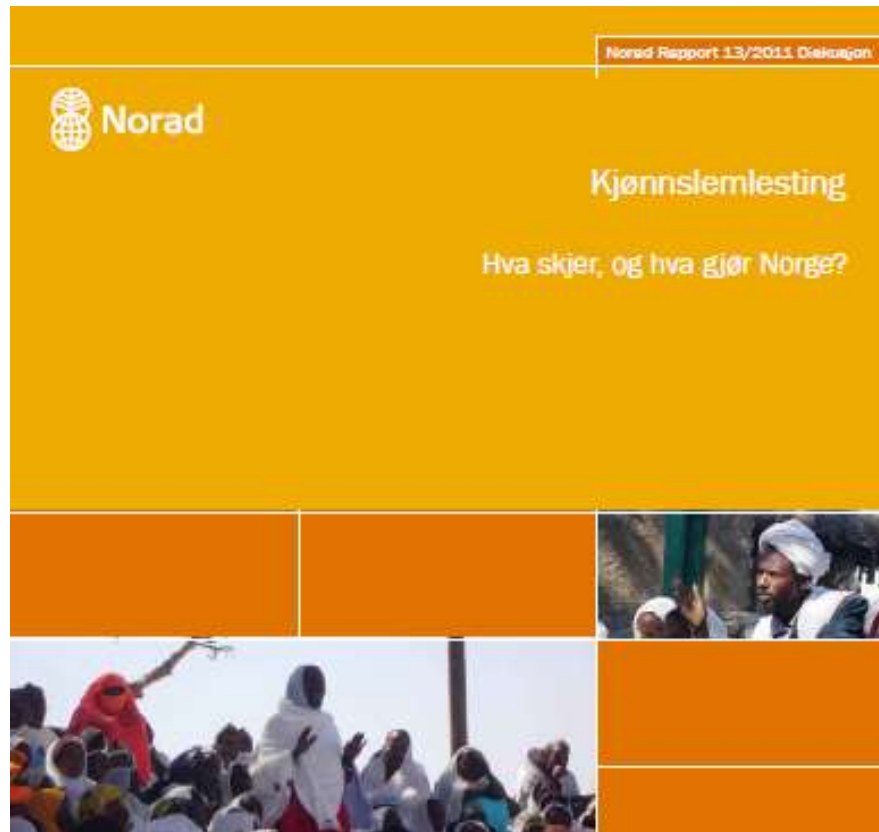 Norad Rapport 13/2011 Diskusjon
Norad
Kjønnslemlesting
Hva skjer, og hva gjør Norge?